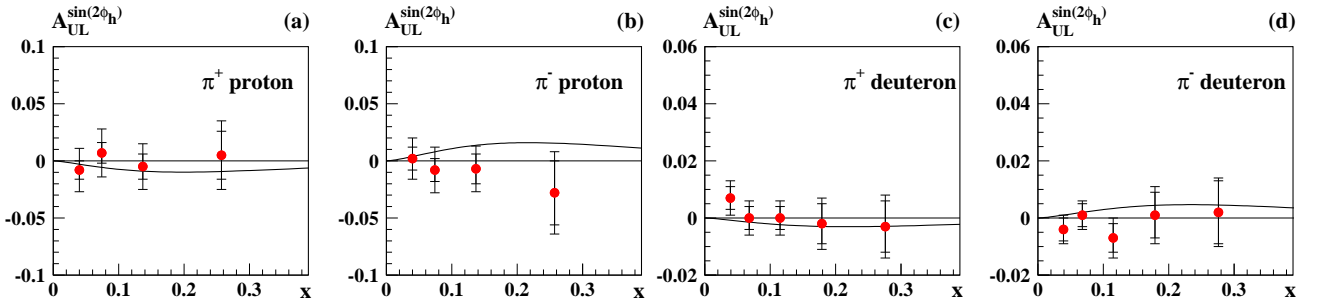 A_UL^sin(2ϕ_h) (a)
0.1
0.05
0
-0.05
-0.1
π+ proton
0 0.1 0.2 0.3 x
A_UL^sin(2ϕ_h) (b)
0.1
0.05
0
-0.05
-0.1
π- proton
0 0.1 0.2 0.3 x
A_UL^sin(2ϕ_h) (c)
0.06
0.04
0.02
0
-0.02
π+ deuteron
0 0.1 0.2 0.3 x
A_UL^sin(2ϕ_h) (d)
0.06
0.04
0.02
0
-0.02
π- deuteron
0 0.1 0.2 0.3 x